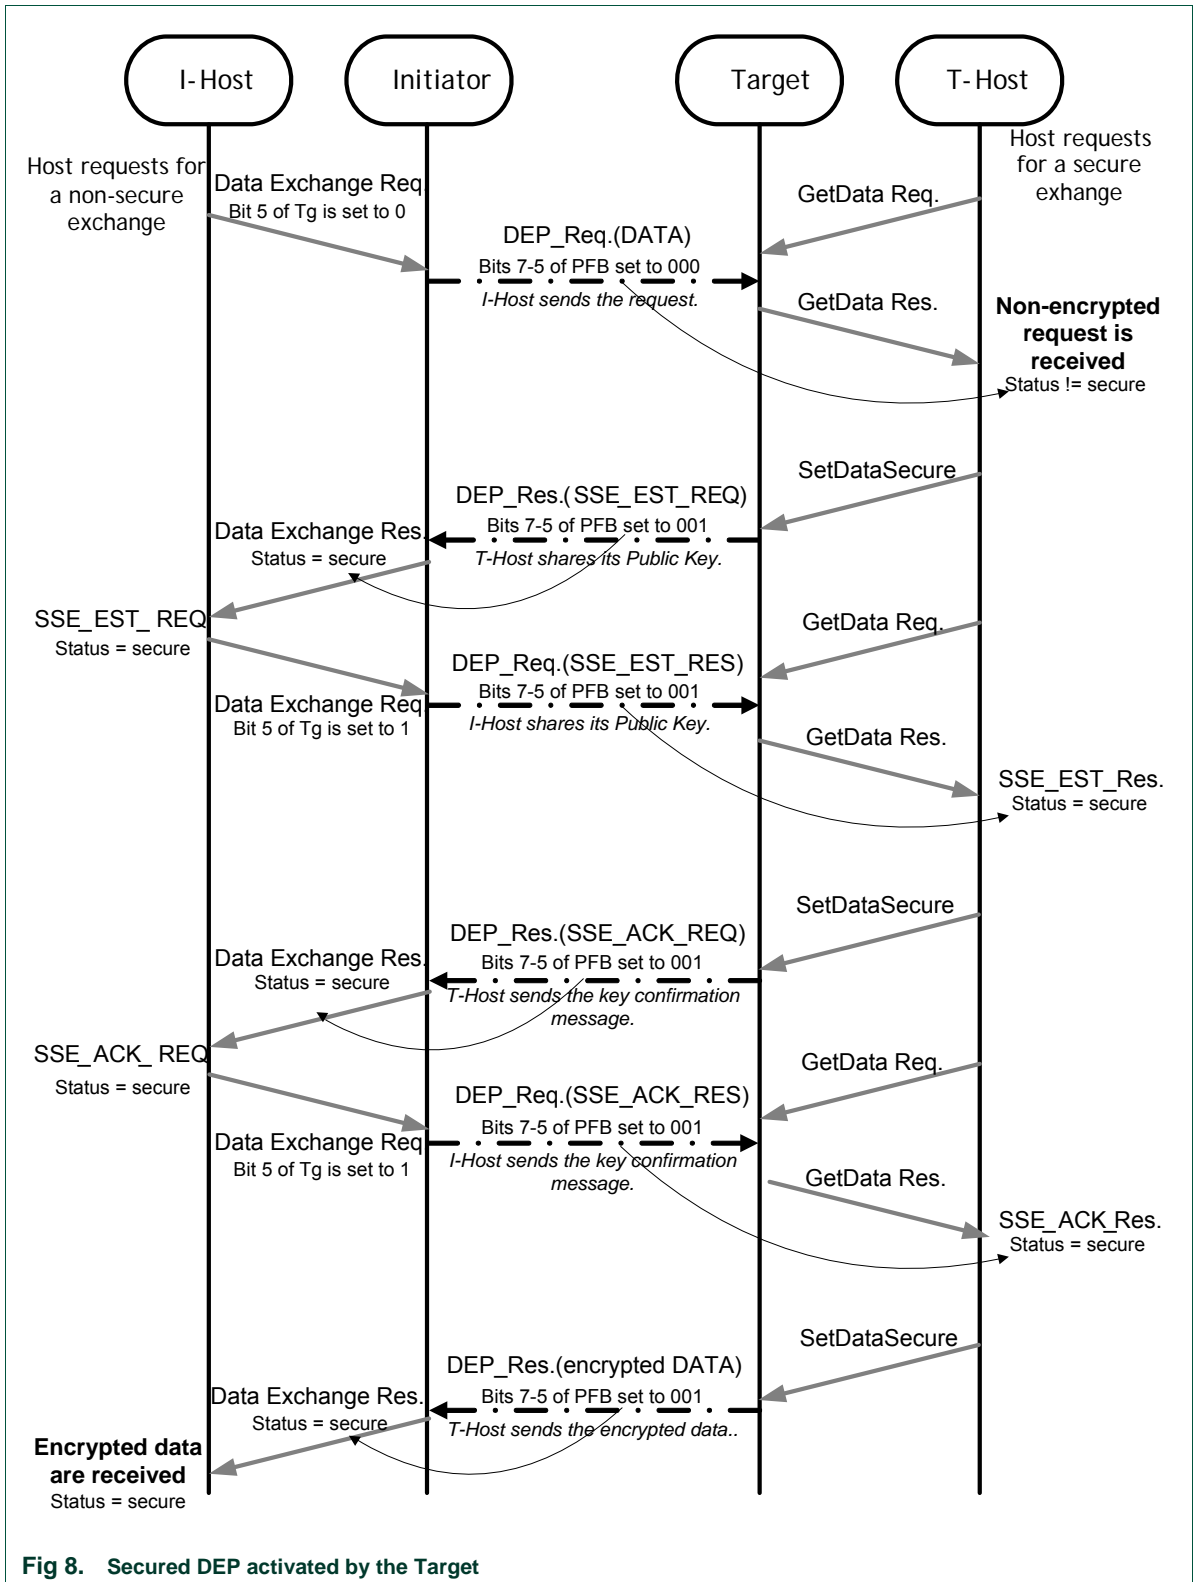 I-Host
Initiator
Target
T-Host
Host requests for
a non-secure
exchange
Host requests
for a secure
exhange
Data Exchange Req.
Bit 5 of Tg is set to 0
GetData Req.
DEP_Req.(DATA)
Bits 7-5 of PFB set to 000
I-Host sends the request.
GetData Res.
Non-encrypted
request is
received
Status != secure
SetDataSecure
DEP_Res.(SSE_EST_REQ)
Bits 7-5 of PFB set to 001
T-Host shares its Public Key.
Data Exchange Res.
Status = secure
SSE_EST_ REQ
Status = secure
GetData Req.
DEP_Req.(SSE_EST_RES)
Bits 7-5 of PFB set to 001
I-Host shares its Public Key.
Data Exchange Req.
Bit 5 of Tg is set to 1
GetData Res.
SSE_EST_Res.
Status = secure
SetDataSecure
DEP_Res.(SSE_ACK_REQ)
Bits 7-5 of PFB set to 001
T-Host sends the key confirmation
message.
Data Exchange Res.
Status = secure
SSE_ACK_ REQ
Status = secure
GetData Req.
DEP_Req.(SSE_ACK_RES)
Bits 7-5 of PFB set to 001
I-Host sends the key confirmation
message.
Data Exchange Req.
Bit 5 of Tg is set to 1
GetData Res.
SSE_ACK_Res.
Status = secure
SetDataSecure
DEP_Res.(encrypted DATA)
Bits 7-5 of PFB set to 001
T-Host sends the encrypted data..
Data Exchange Res.
Status = secure
Encrypted data
are received
Status = secure
Fig 8. Secured DEP activated by the Target